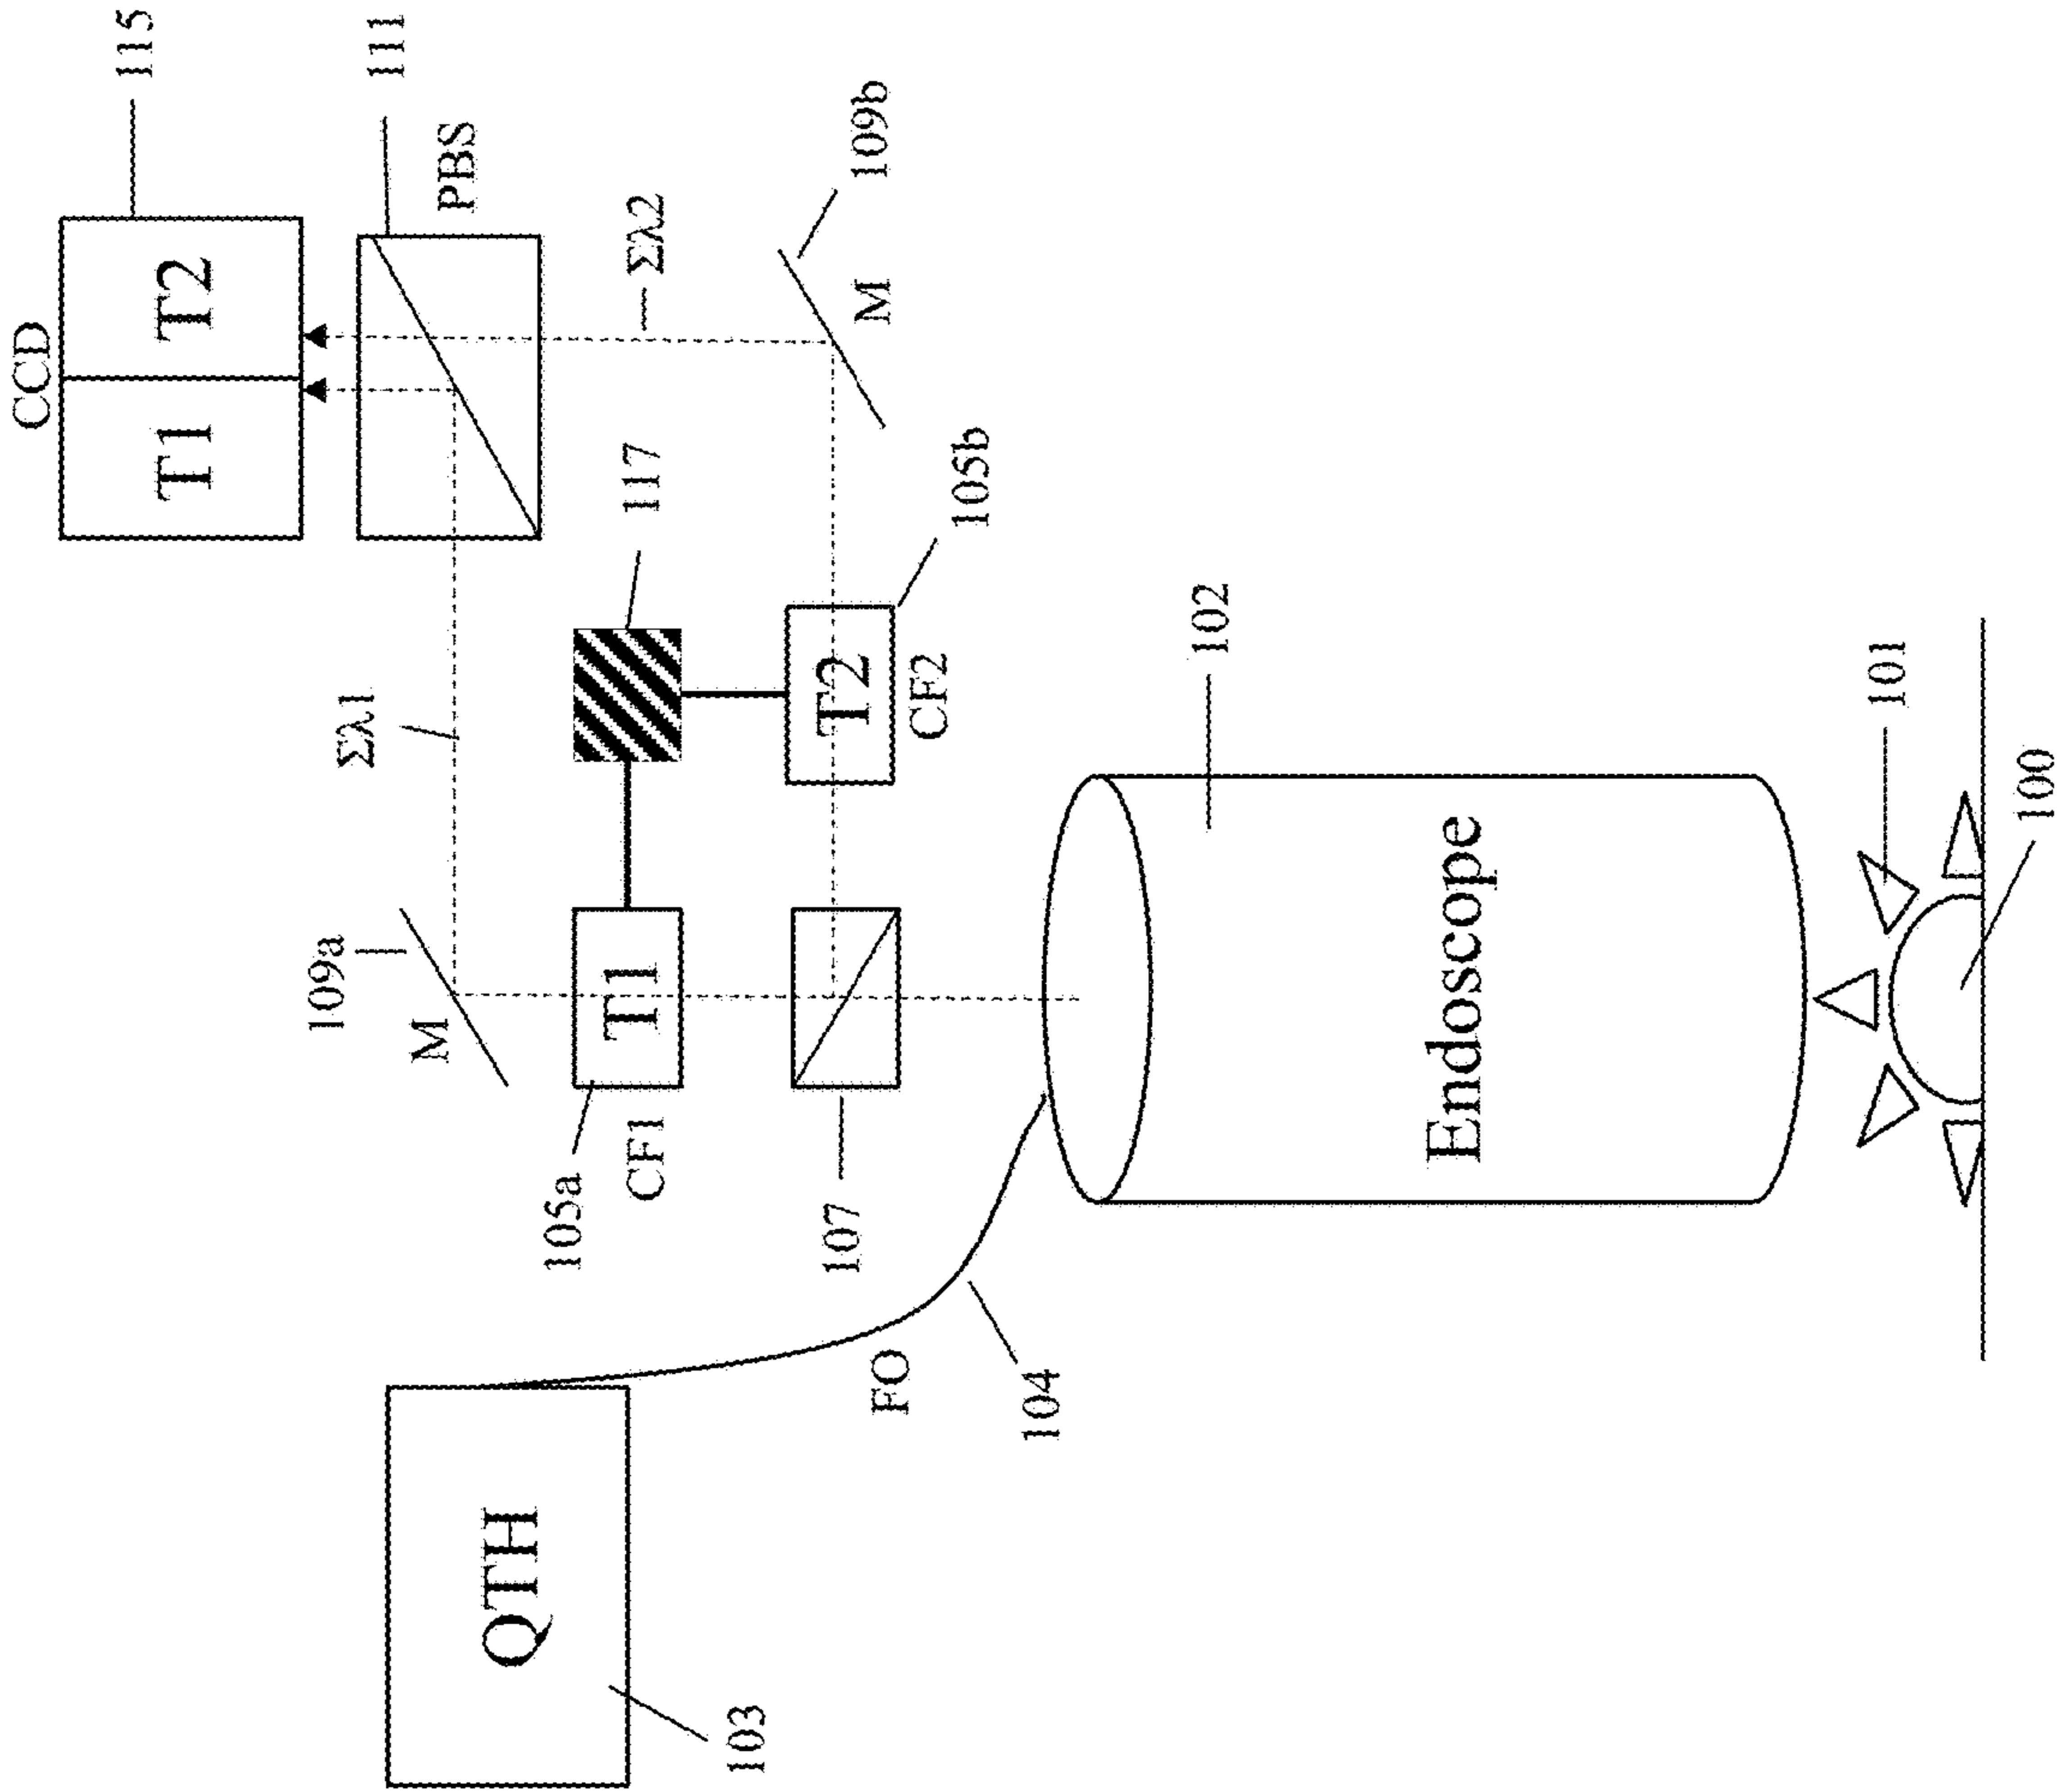 CCD
115
T1 T2
109a
Σλ1
111
M
PBS
QTH
105a
CF1
T1
117
Σλ2
103
107
T2
M
109b
FO
CF2
105b
104
102
Endoscope
101
100